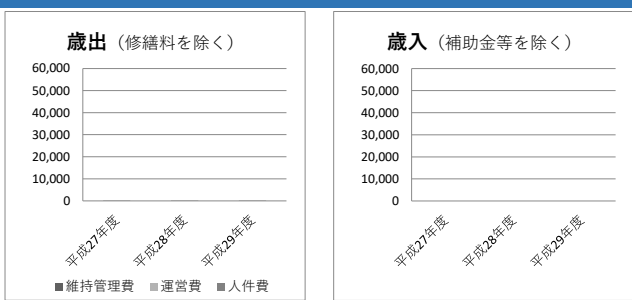 歳出（修繕料を除く）
60,000
50,000
40,000
30,000
20,000
10,000
0
平成27年度
平成28年度
平成29年度
■維持管理費 ■運営費 ■人件費
歳入（補助金等を除く）
60,000
50,000
40,000
30,000
20,000
10,000
0
平成27年度
平成28年度
平成29年度